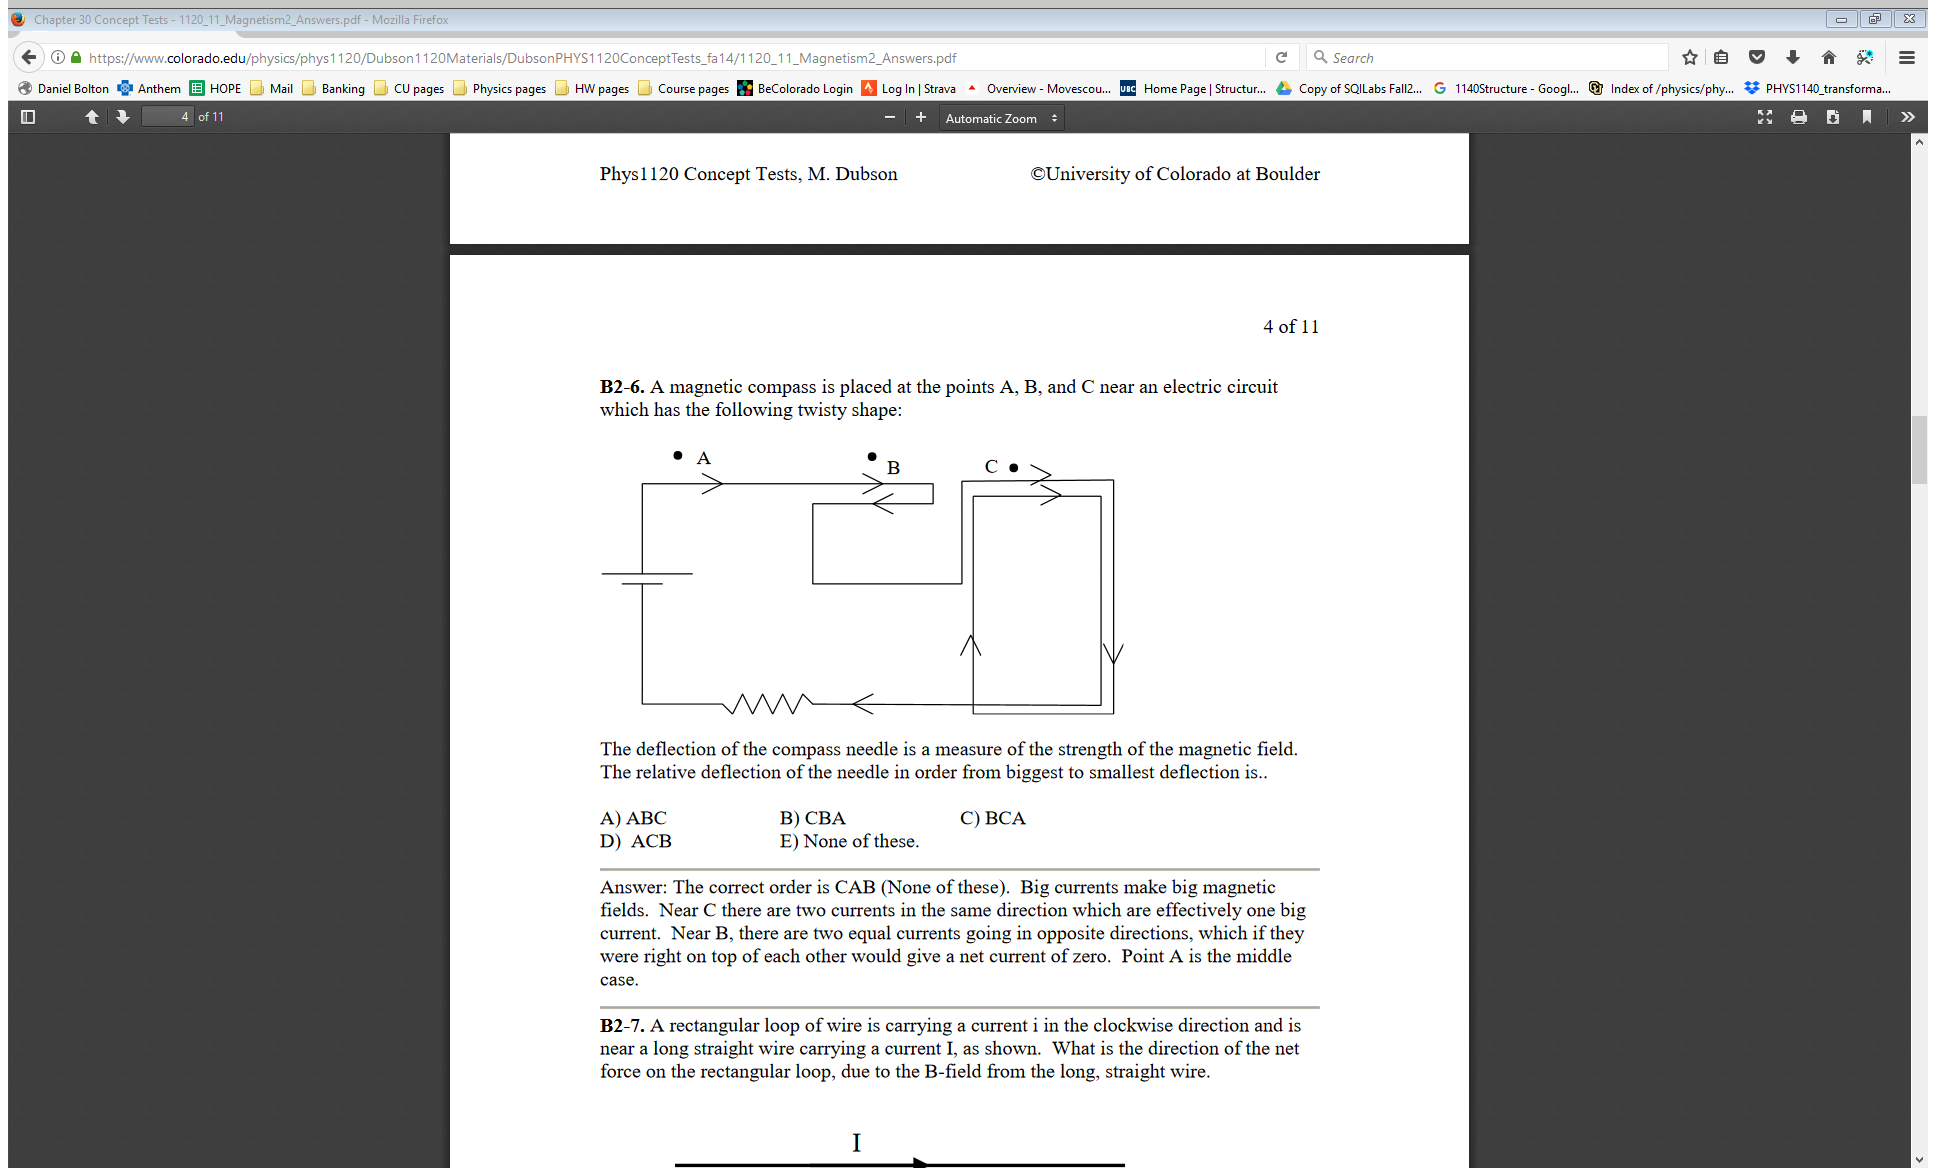 Chapter 30 Concept Tests - 1120_11_Magnetism2_Answers.pdf - Mozilla Firefox
https://www.colorado.edu/physics/phys1120/Dubson1120Materials/DubsonPHYS1120ConceptTests_fa14/1120_11_Magnetism2_Answers.pdf
Search
Daniel Bolton Anthem HOPE Mail Banking CU pages Physics pages HW pages Course pages BeColorado Login Log In | Strava Overview - Movescou... UBC Home Page | Structur... Copy of SQILabs Fall2... G 1140Structure - Googl... Index of /physics/phy... PHYS1140_transforma...
4 of 11
Automatic Zoom
Phys1120 Concept Tests, M. Dubson ©University of Colorado at Boulder
4 of 11
B2-6. A magnetic compass is placed at the points A, B, and C near an electric circuit
which has the following twisty shape:
A
B
C
The deflection of the compass needle is a measure of the strength of the magnetic field.
The relative deflection of the needle in order from biggest to smallest deflection is..
A) ABC B) CBA C) BCA
D) ACB E) None of these.
Answer: The correct order is CAB (None of these). Big currents make big magnetic
fields. Near C there are two currents in the same direction which are effectively one big
current. Near B, there are two equal currents going in opposite directions, which if they
were right on top of each other would give a net current of zero. Point A is the middle
case.
B2-7. A rectangular loop of wire is carrying a current i in the clockwise direction and is
near a long straight wire carrying a current I, as shown. What is the direction of the net
force on the rectangular loop, due to the B-field from the long, straight wire.
I